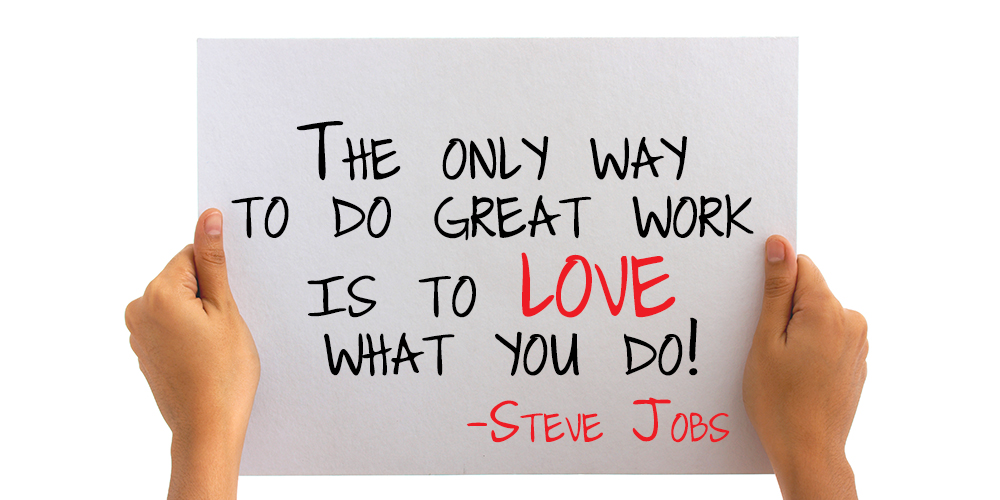 The only way
to do great work
is to LOVE
what you do!
-Steve Jobs